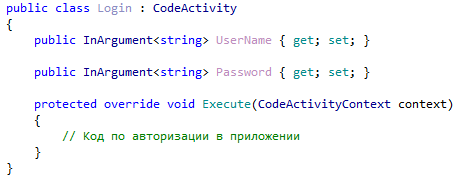 public class Login : CodeActivity
{
public InArgument<string> UserName { get; set; }
public InArgument<string> Password { get; set; }
protected override void Execute(CodeActivityContext context)
{
// Код по авторизации в приложении
}
}